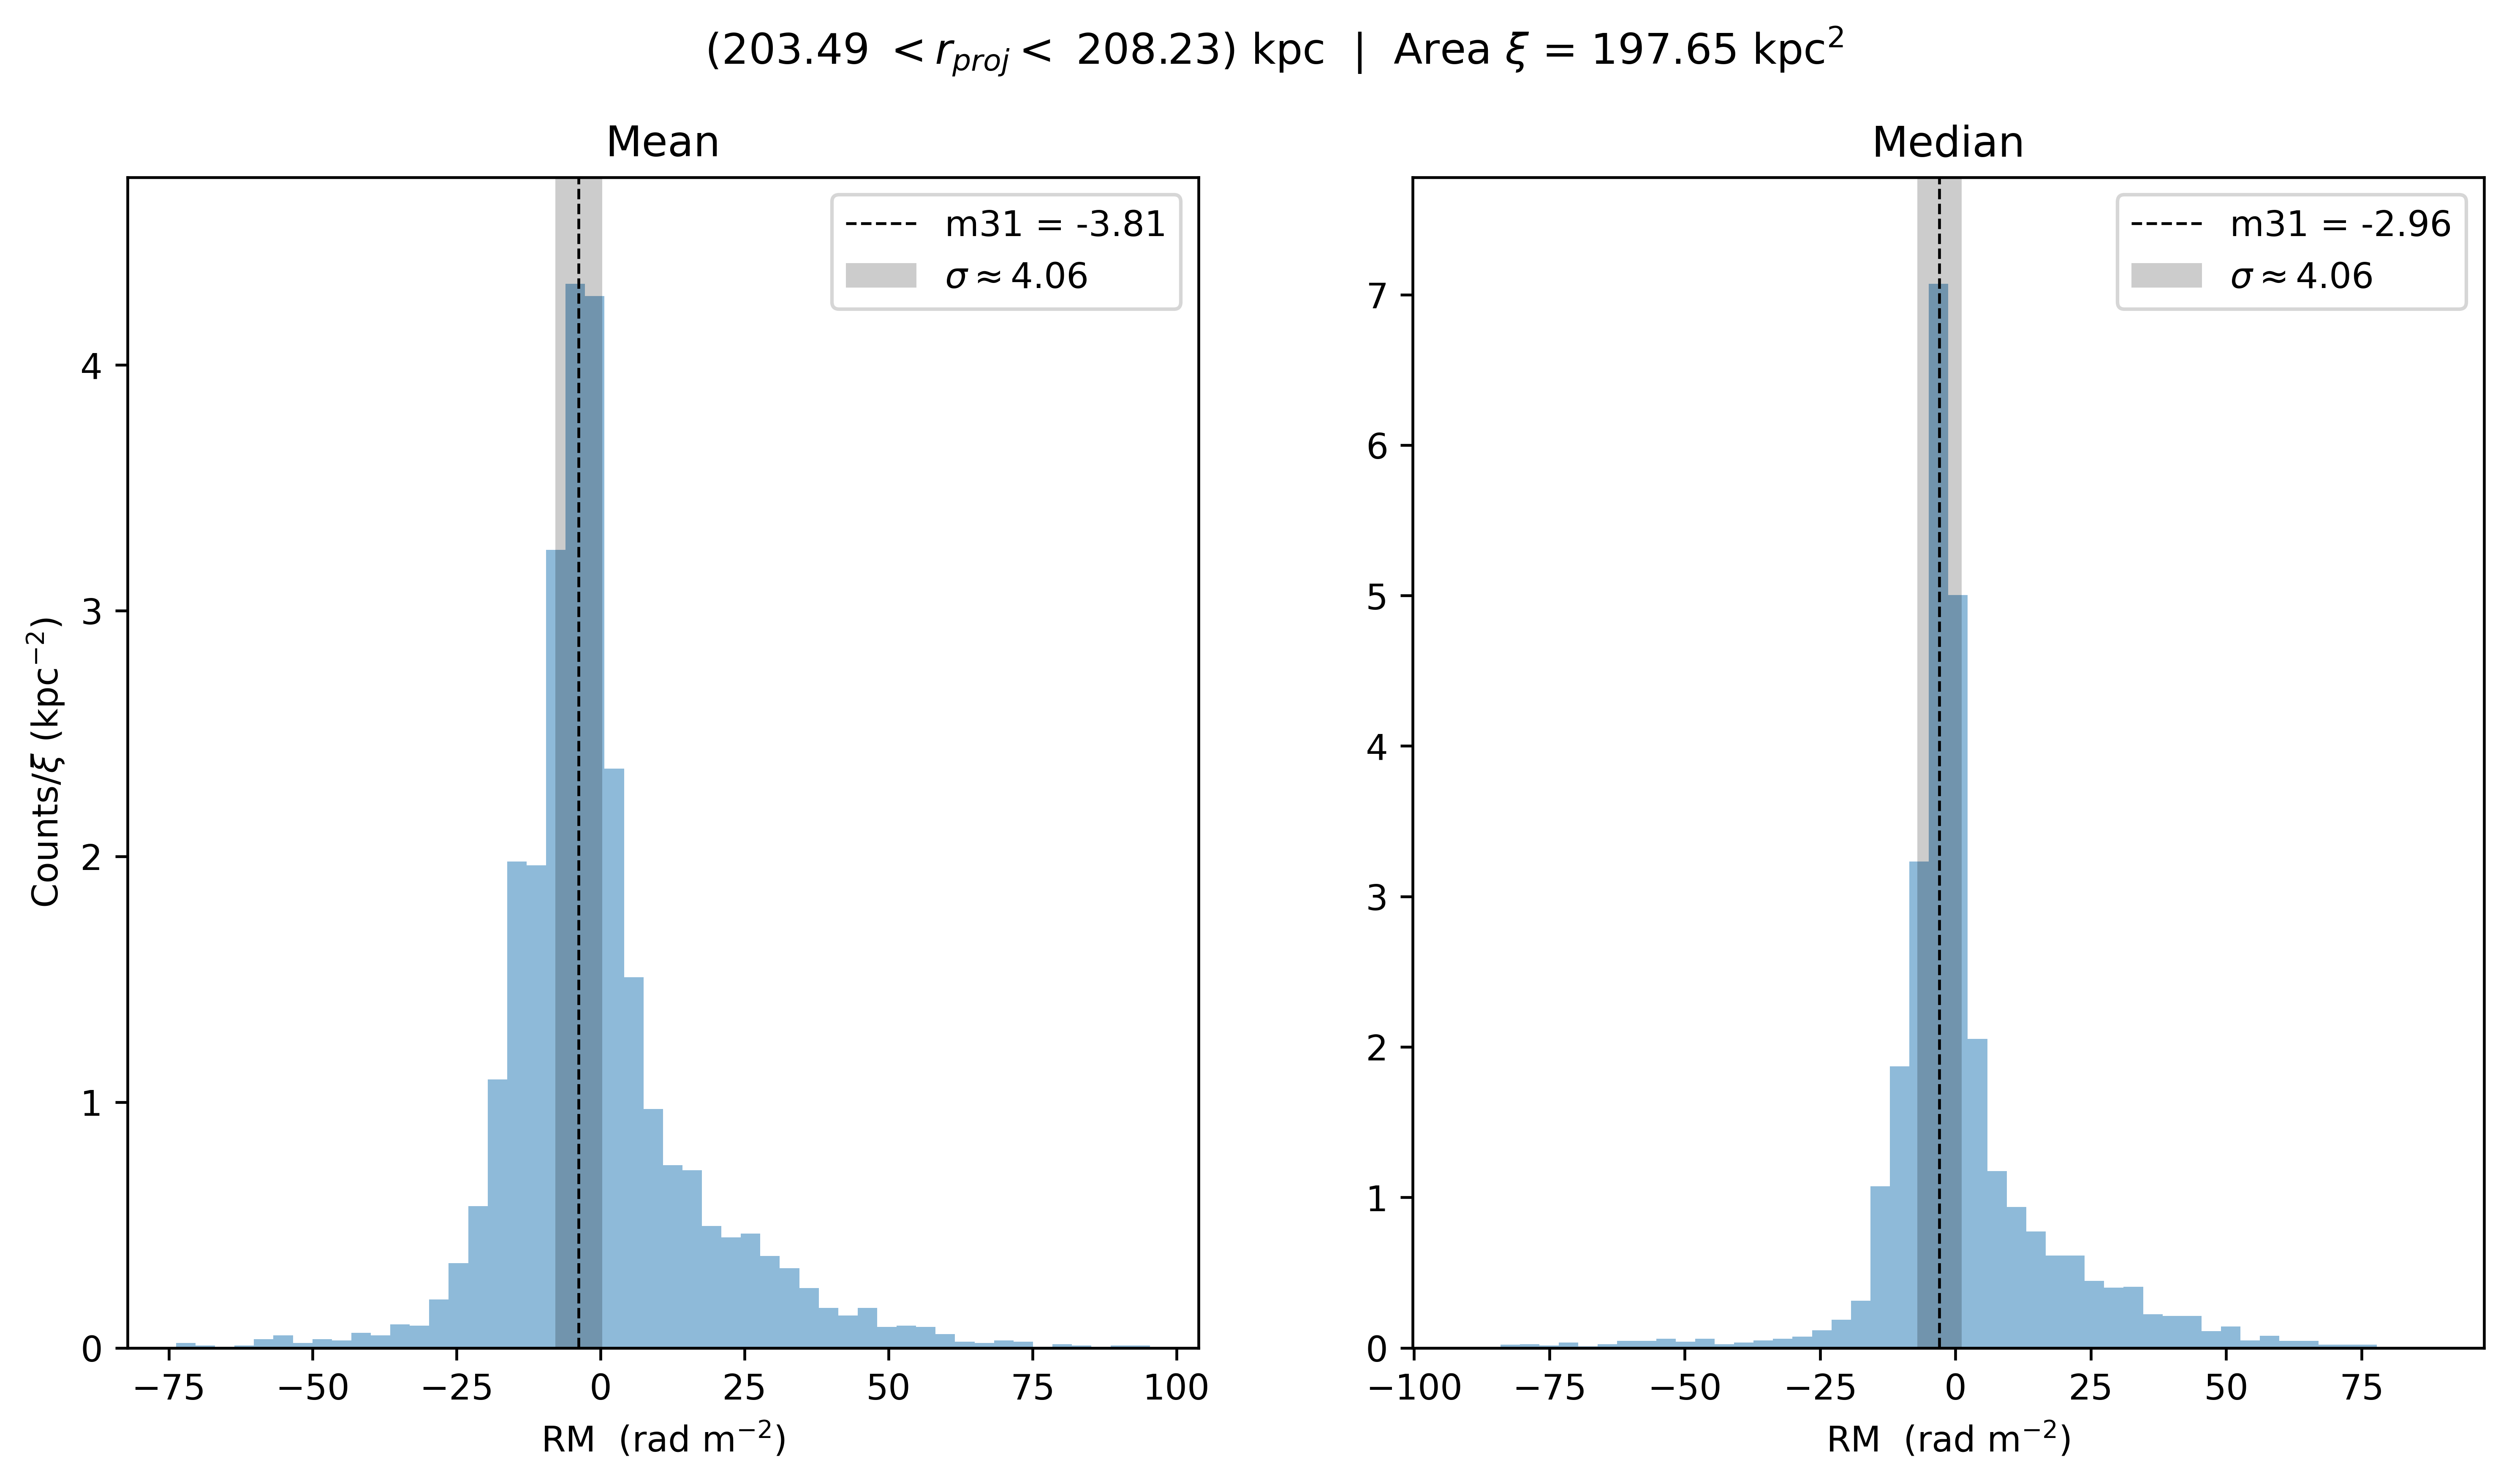 (203.49 < r_proj < 208.23) kpc | Area ξ = 197.65 kpc²
Mean
m31 = -3.81
σ ≈ 4.06
4
3
2
1
0
Counts/ξ (kpc⁻²)
−75 −50 −25 0 25 50 75 100
RM (rad m⁻²)
Median
m31 = -2.96
σ ≈ 4.06
7
6
5
4
3
2
1
0
−100 −75 −50 −25 0 25 50 75
RM (rad m⁻²)